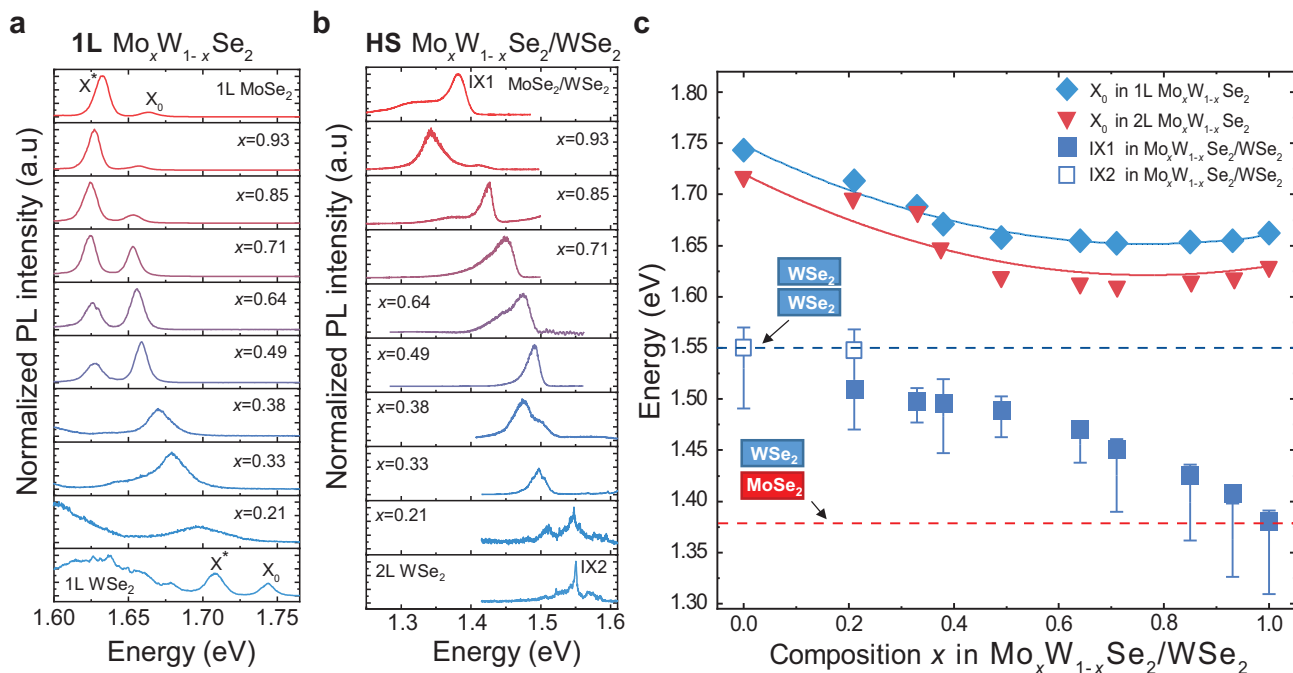 a
1L MoₓW₁₋ₓSe₂
Normalized PL intensity (a.u)
X*
X₀
1L MoSe₂
x=0.93
x=0.85
x=0.71
x=0.64
x=0.49
x=0.38
x=0.33
x=0.21
1L WSe₂
X*
X₀
1.60 1.65 1.70 1.75
Energy (eV)
b
HS MoₓW₁₋ₓSe₂/WSe₂
Normalized PL intensity (a.u)
IX1
MoSe₂/WSe₂
x=0.93
x=0.85
x=0.71
x=0.64
x=0.49
x=0.38
x=0.33
x=0.21
2L WSe₂
IX2
1.3 1.4 1.5 1.6
Energy (eV)
c
Energy (eV)
1.80
1.75
1.70
1.65
1.60
1.55
1.50
1.45
1.40
1.35
1.30
X₀ in 1L MoₓW₁₋ₓSe₂
X₀ in 2L MoₓW₁₋ₓSe₂
IX1 in MoₓW₁₋ₓSe₂/WSe₂
IX2 in MoₓW₁₋ₓSe₂/WSe₂
WSe₂
WSe₂
WSe₂
MoSe₂
0.0 0.2 0.4 0.6 0.8 1.0
Composition x in MoₓW₁₋ₓSe₂/WSe₂